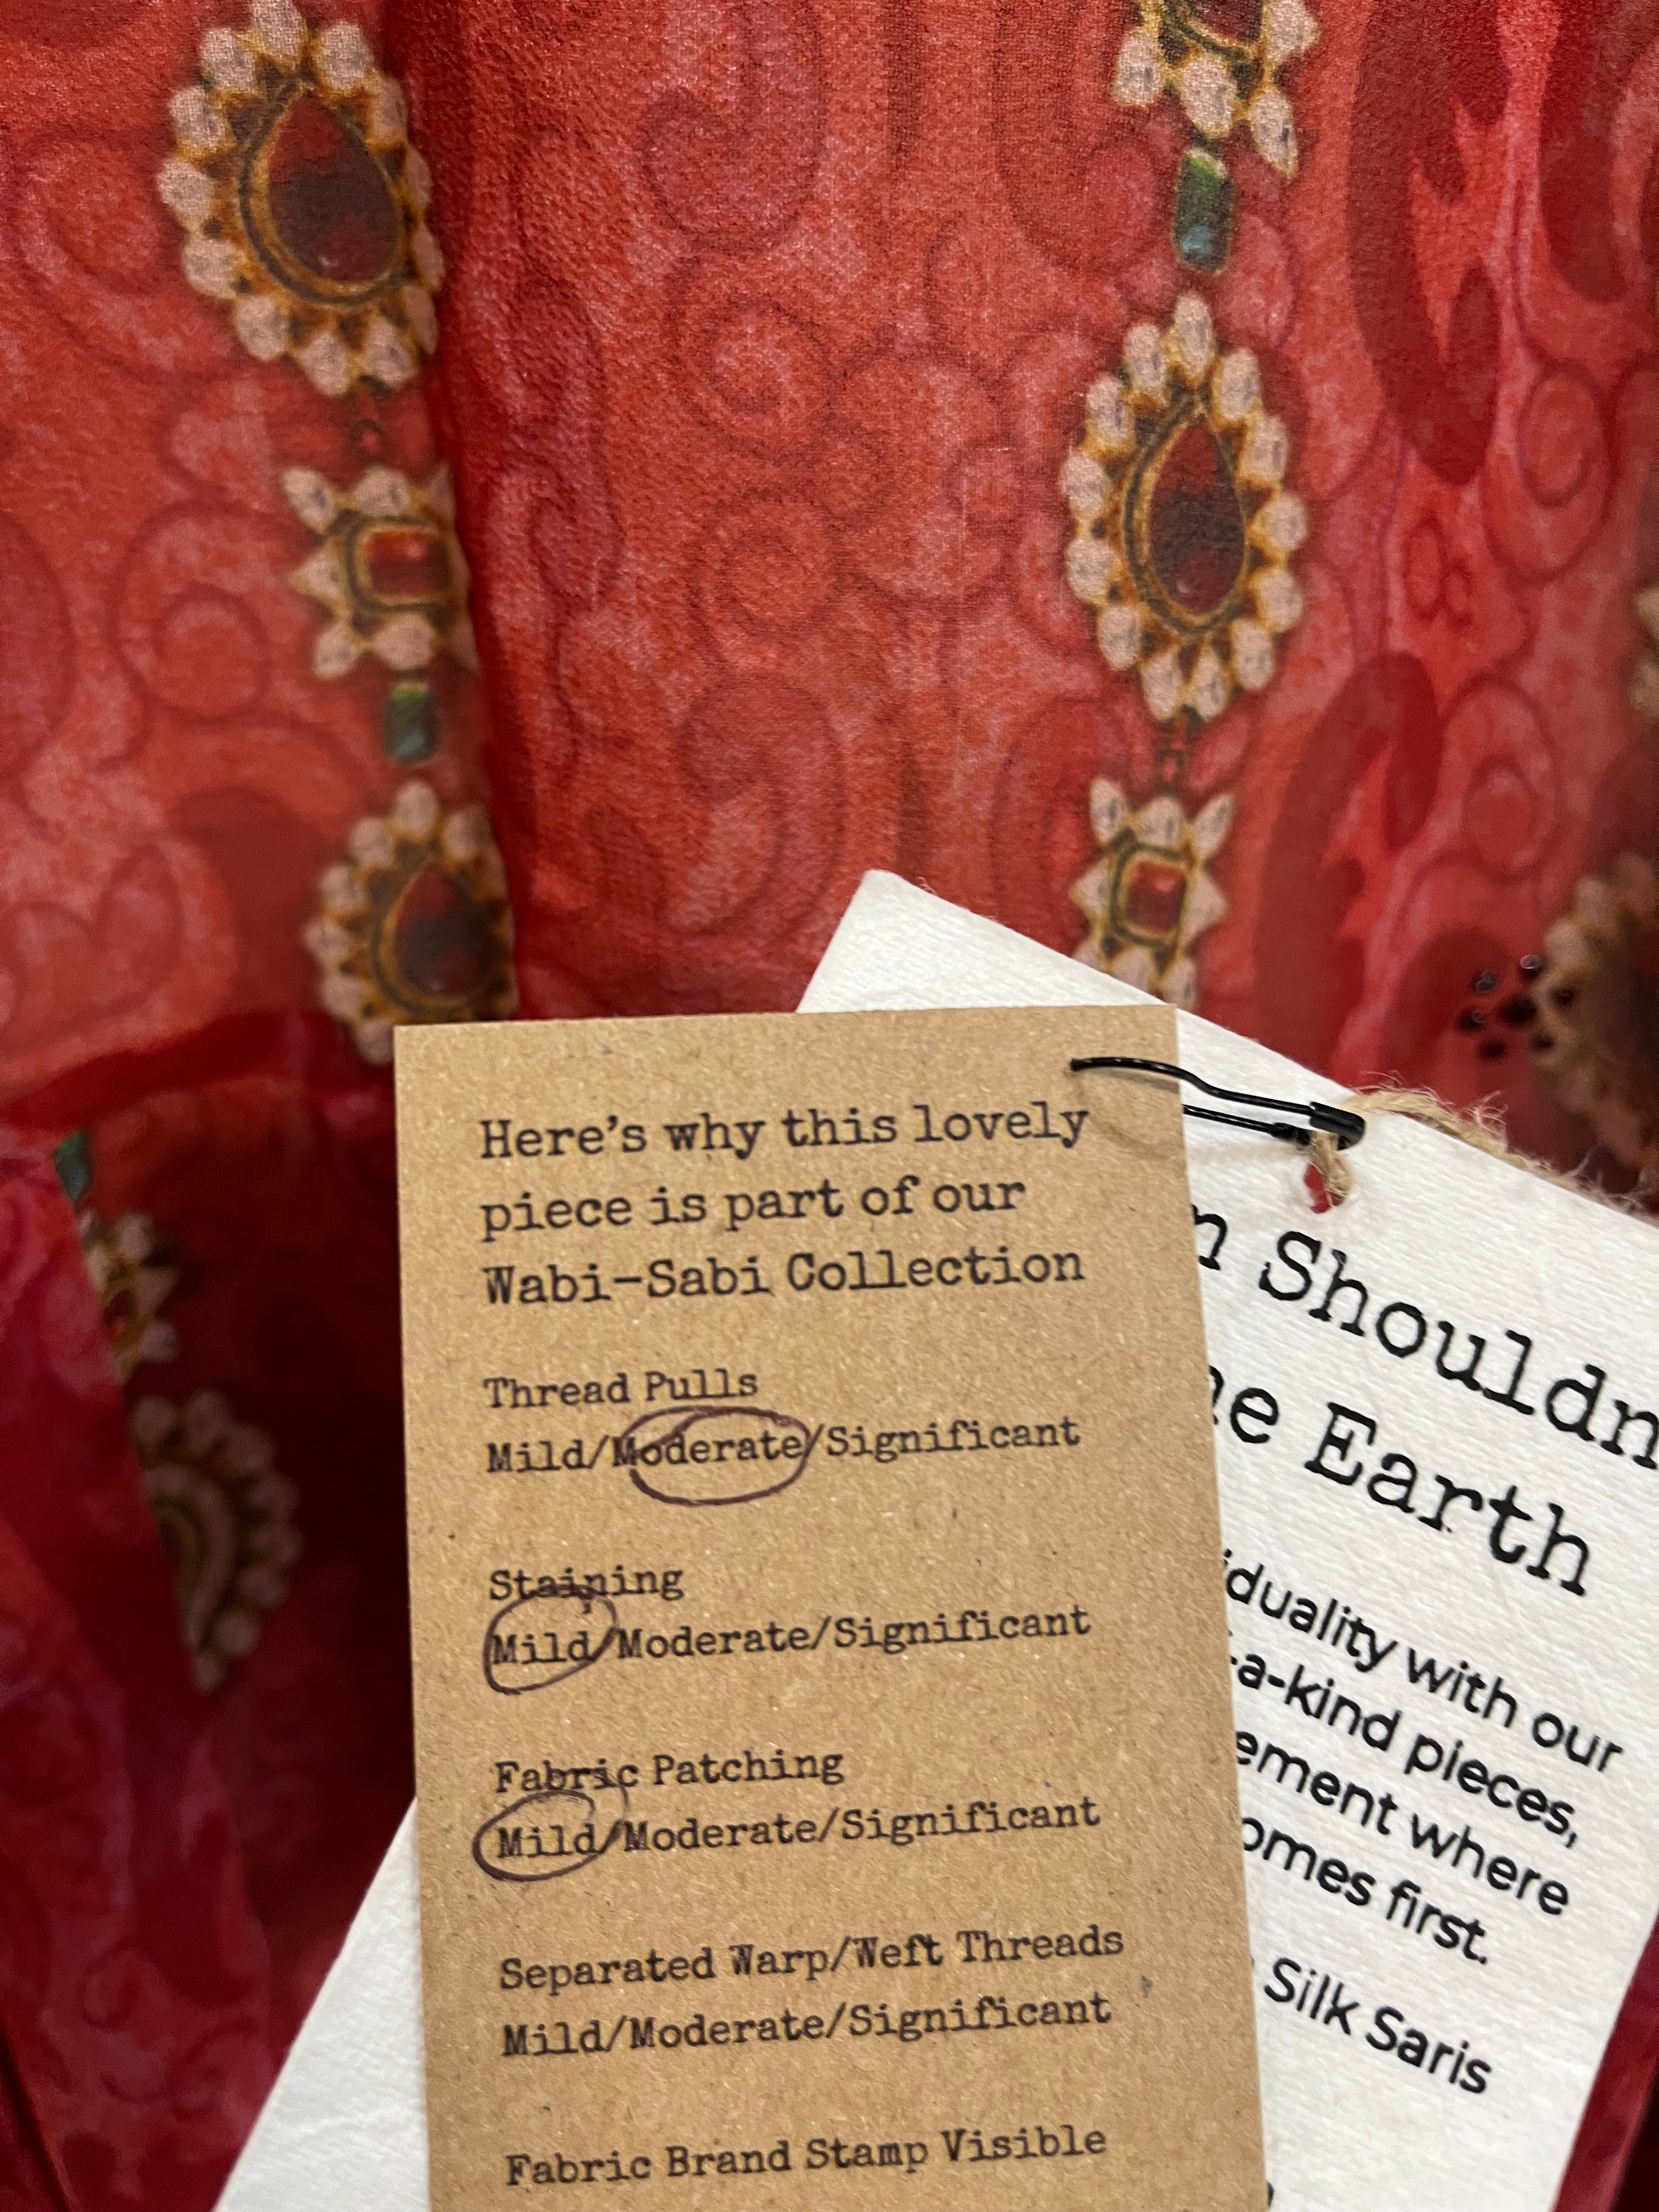 Here's why this lovely
piece is part of our
Wabi-Sabi Collection
Thread Pulls
Mild/Moderate/Significant
Staining
Mild/Moderate/Significant
Fabric Patching
Mild/Moderate/Significant
Separated Warp/Weft Threads
Mild/Moderate/Significant
Fabric Brand Stamp Visible
n Shouldn
e Earth
iduality with our
-a-kind pieces,
ement where
omes first.
Silk Saris